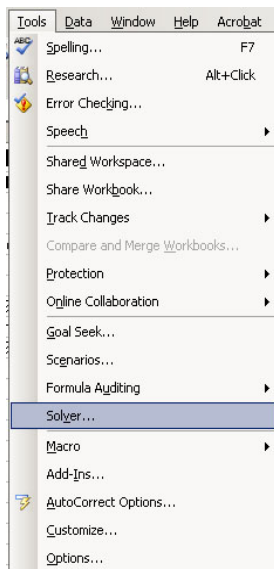 Tools Data Window Help Acrobat
ABC Spelling... F7
Research... Alt+Click
Error Checking...
Speech
Shared Workspace...
Share Workbook...
Track Changes
Compare and Merge Workbooks...
Protection
Online Collaboration
Goal Seek...
Scenarios...
Formula Auditing
Solver...
Macro
Add-Ins...
AutoCorrect Options...
Customize...
Options...